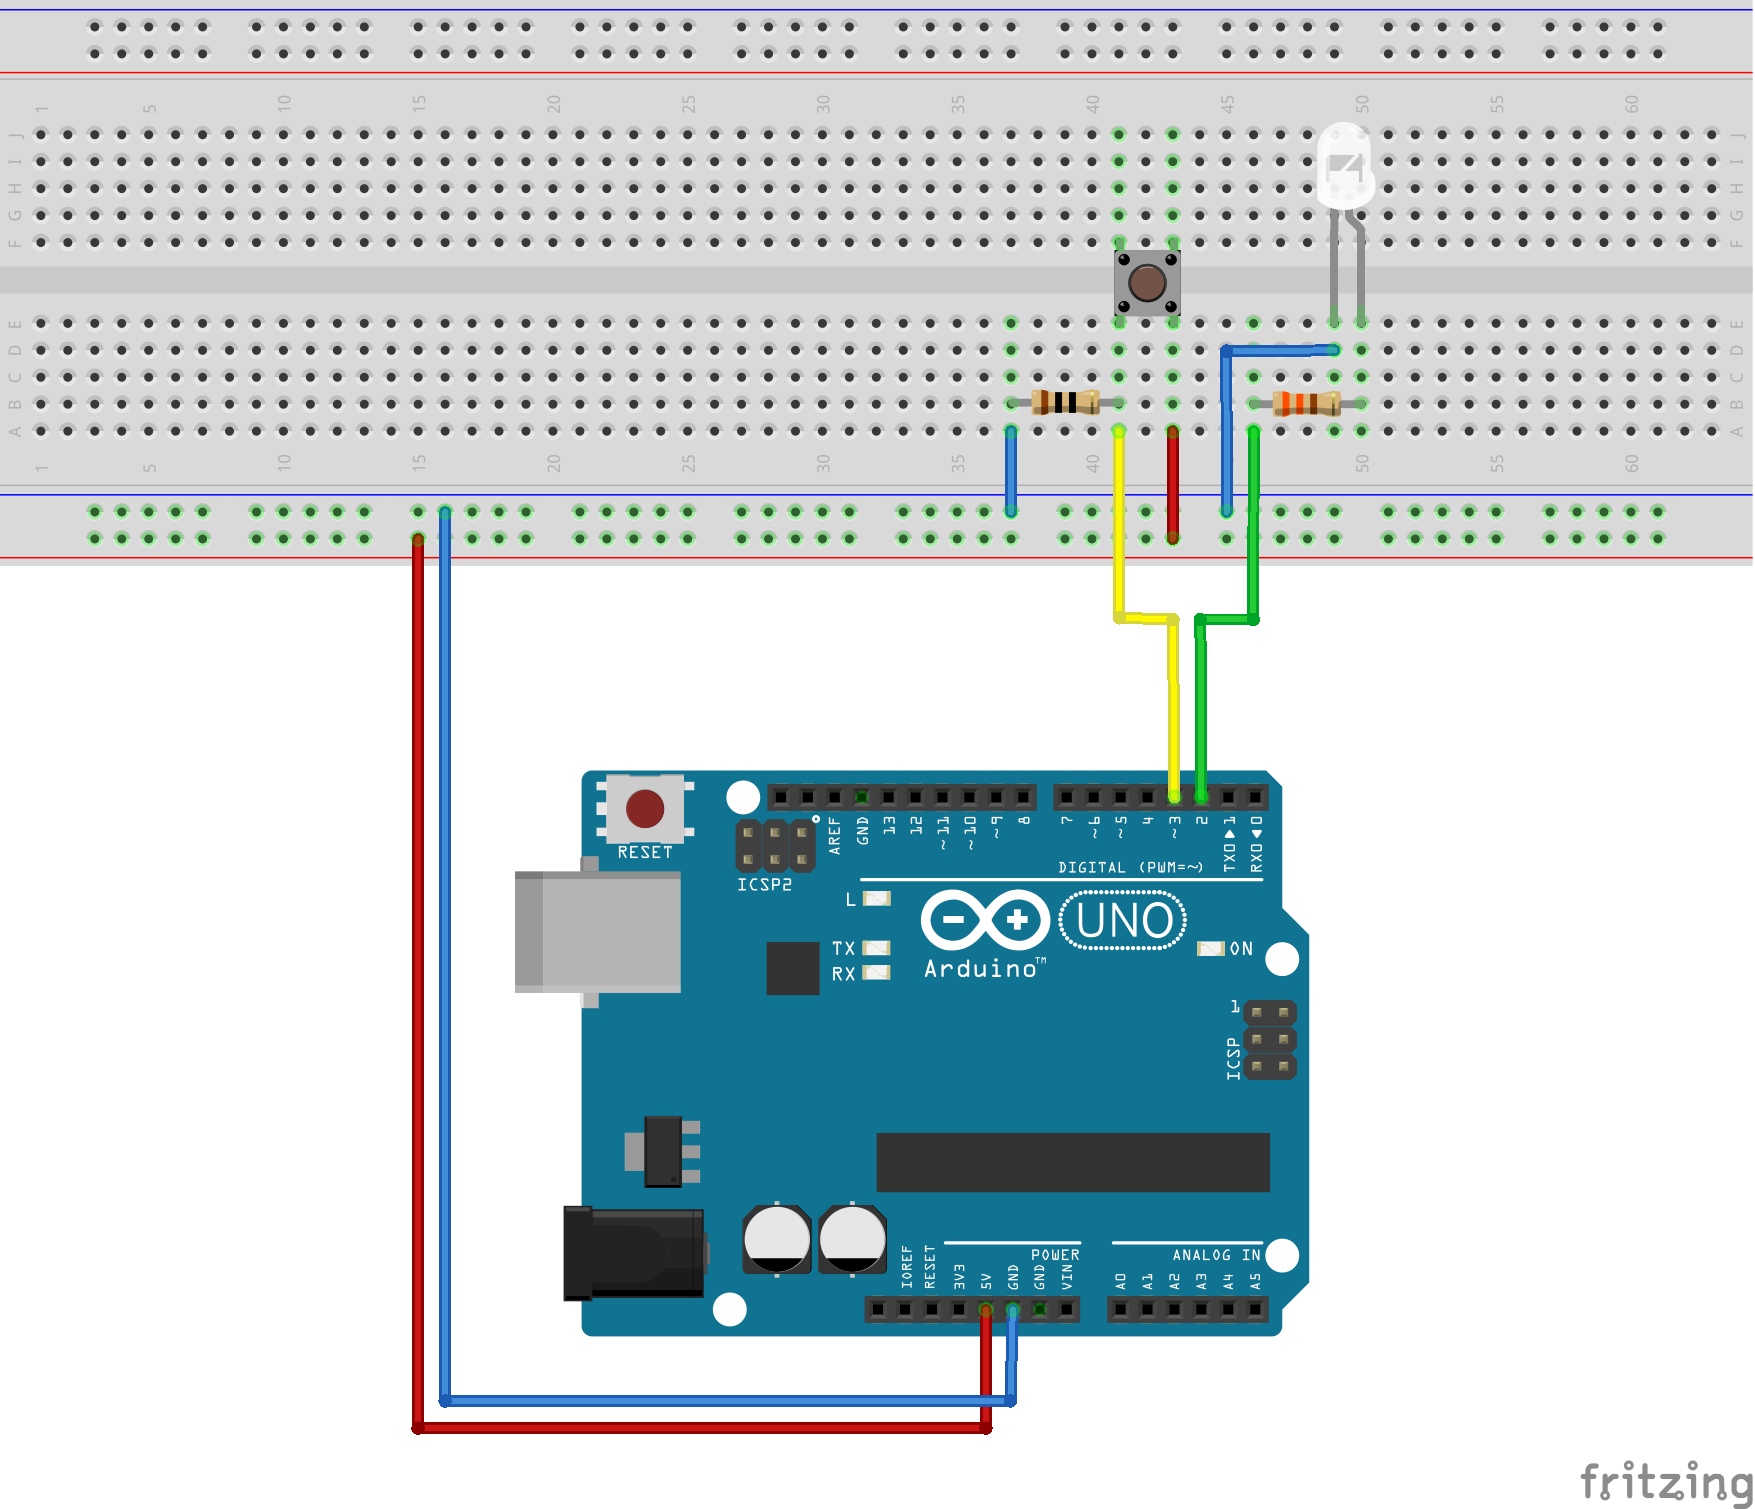 1 5 10 15 20 25 30 35 40 45 50 55 60
J J
I I
H H
G G
F F
E E
D D
C C
B B
A A
1 5 10 15 20 25 30 35 40 45 50 55 60
RESET
ICSP2
AREF
GND
13
12
~11
~10
~9
8
7
~6
~5
4
~3
2
TX0▶1
RX0◀0
DIGITAL (PWM=~)
L
TX
RX
Arduino™
UNO
ON
1
ICSP
IOREF
RESET
3V3
5V
GND
GND
VIN
POWER
A0
A1
A2
A3
A4
A5
ANALOG IN
fritzing